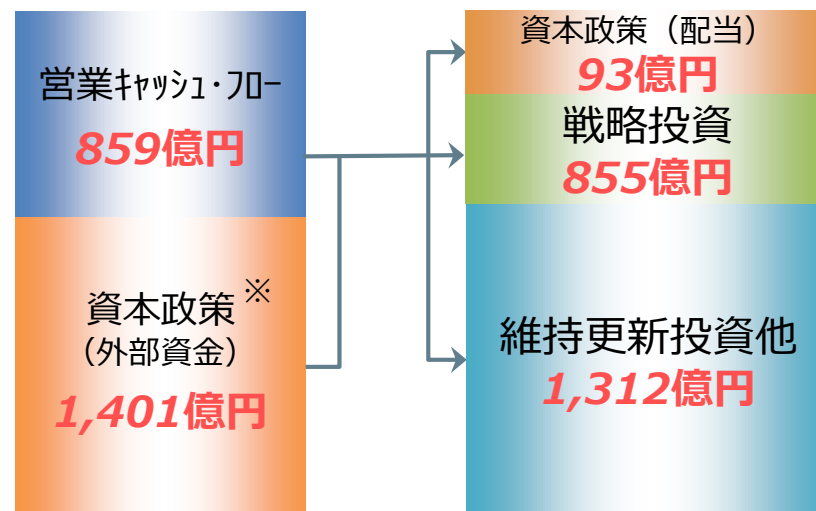 営業ｷｬｯｼｭ･ﾌﾛｰ
859億円
資本政策※
（外部資金）
1,401億円
資本政策（配当）
93億円
戦略投資
855億円
維持更新投資他
1,312億円